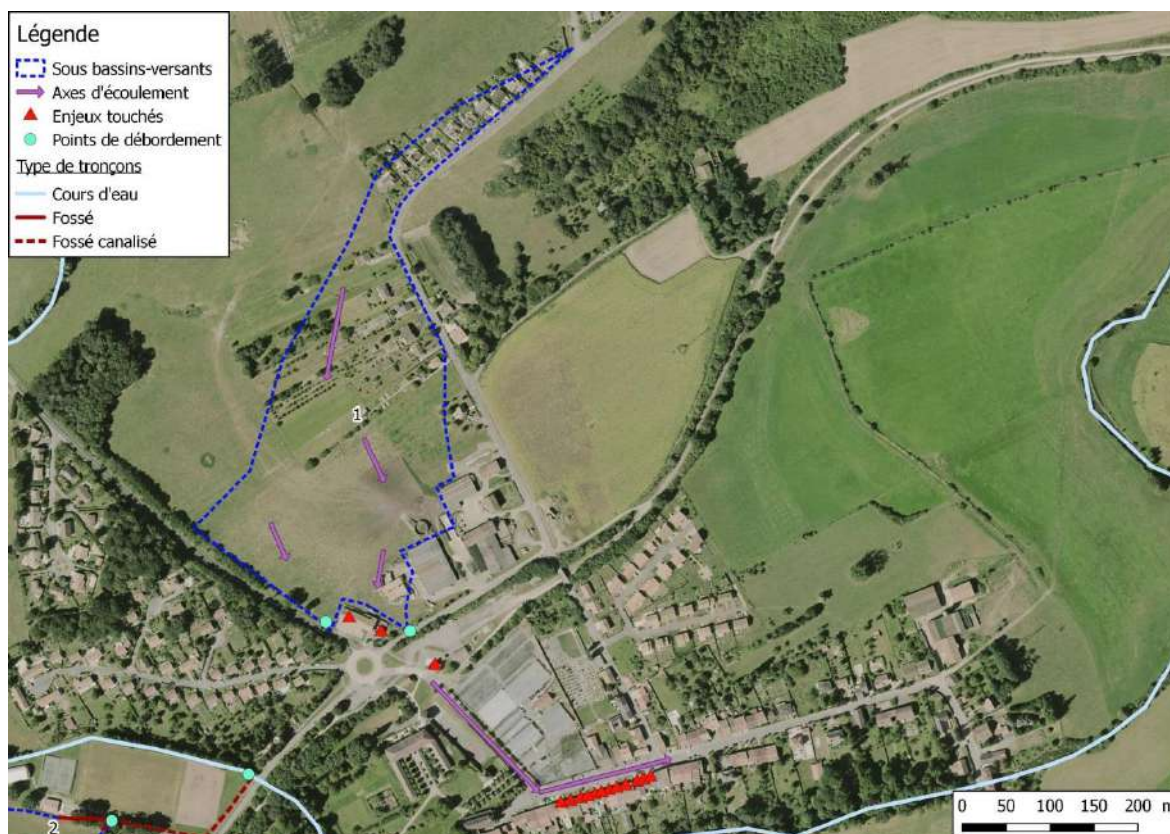 Légende
Sous bassins-versants
Axes d'écoulement
Enjeux touchés
Points de débordement
Type de tronçons
Cours d'eau
Fossé
Fossé canalisé
1
2
0 50 100 150 200 m